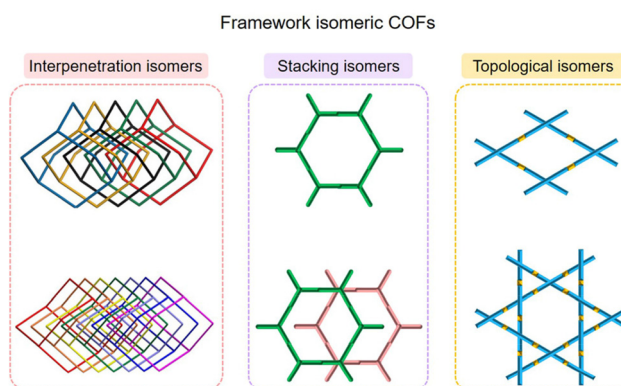 Framework isomeric COFs
Interpenetration isomers
Stacking isomers
Topological isomers